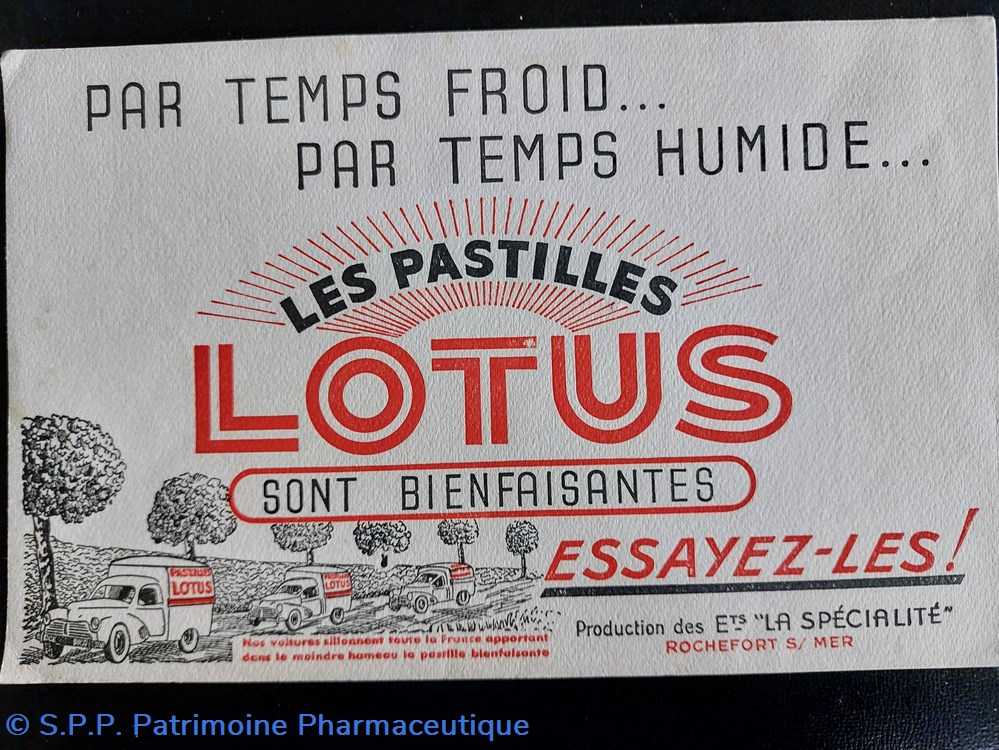 PAR TEMPS FROID...
PAR TEMPS HUMIDE...
LES PASTILLES
LOTUS
SONT BIENFAISANTES
ESSAYEZ-LES!
PASTILLES
LOTUS
PASTILLES
LOTUS
Nos voitures sillonnent toute la France apportant
dans le moindre hameau la pastille bienfaisante
Production des ETS "LA SPÉCIALITÉ"
ROCHEFORT S/ MER
© S.P.P. Patrimoine Pharmaceutique